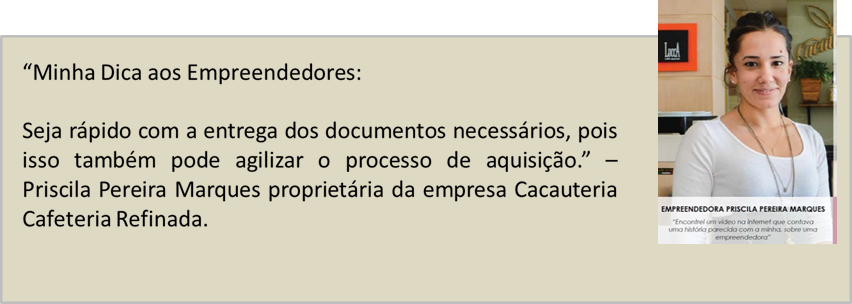 “Minha Dica aos Empreendedores:
Seja rápido com a entrega dos documentos necessários, pois
isso também pode agilizar o processo de aquisição.” –
Priscila Pereira Marques proprietária da empresa Cacauteria
Cafeteria Refinada.
LuccA
EMPREENDEDORA PRISCILA PEREIRA MARQUES
"Encontrei um vídeo na internet que contava
uma história parecida com a minha, sobre uma
empreendedora"